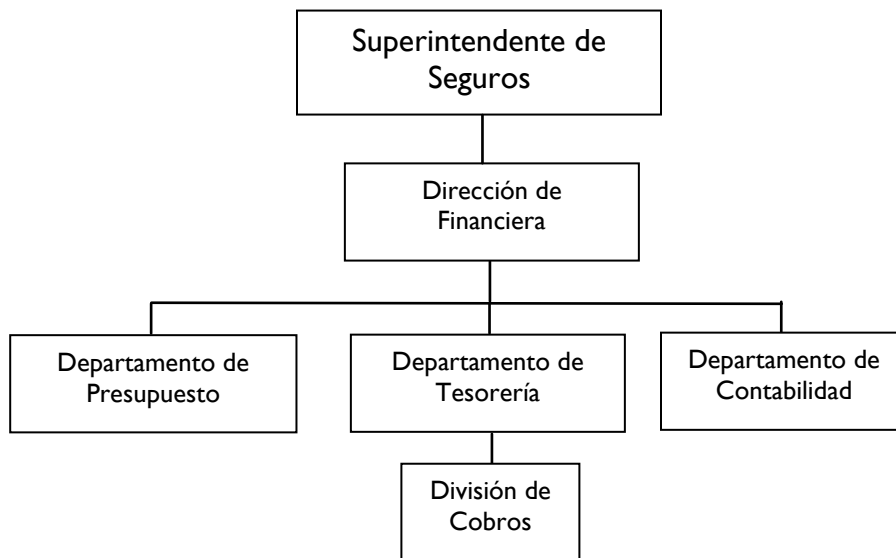 Superintendente de
Seguros
Dirección de
Financiera
Departamento de
Presupuesto
Departamento de
Tesorería
Departamento de
Contabilidad
División de
Cobros